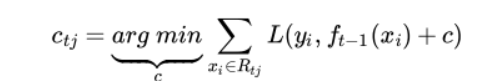 $c_{tj} = \underbrace{arg\ min}_{c} \sum_{x_i \in R_{tj}} L(y_i, f_{t-1}(x_i) + c)$